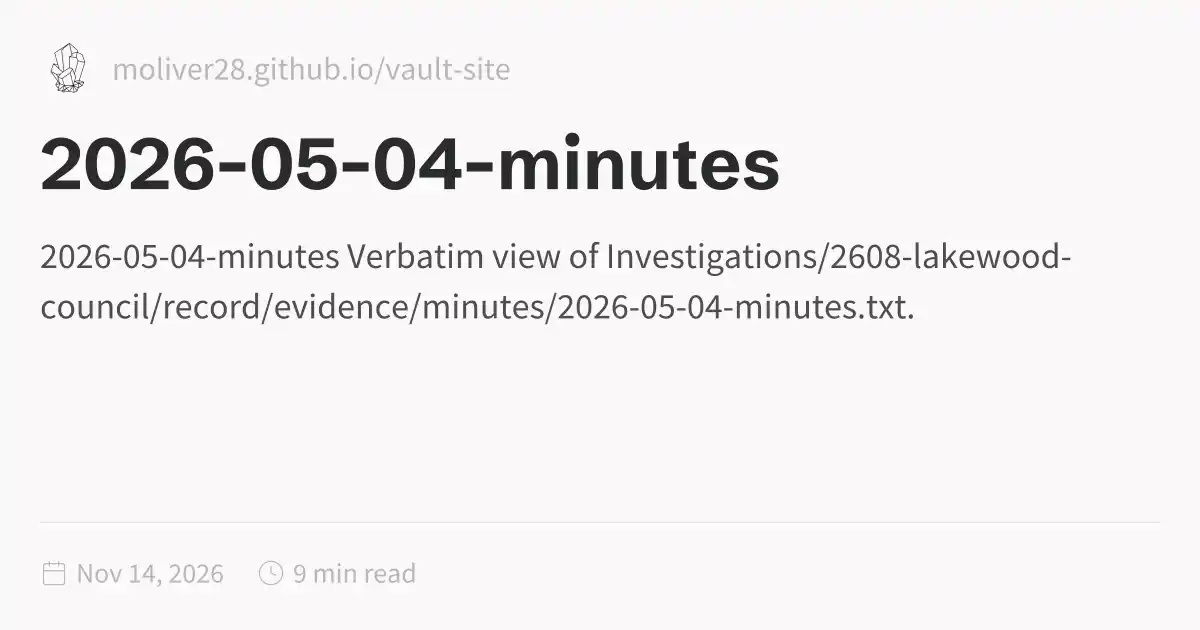 moliver28.github.io/vault-site
2026-05-04-minutes
2026-05-04-minutes Verbatim view of Investigations/2608-lakewood-
council/record/evidence/minutes/2026-05-04-minutes.txt.
Nov 14, 2026 9 min read